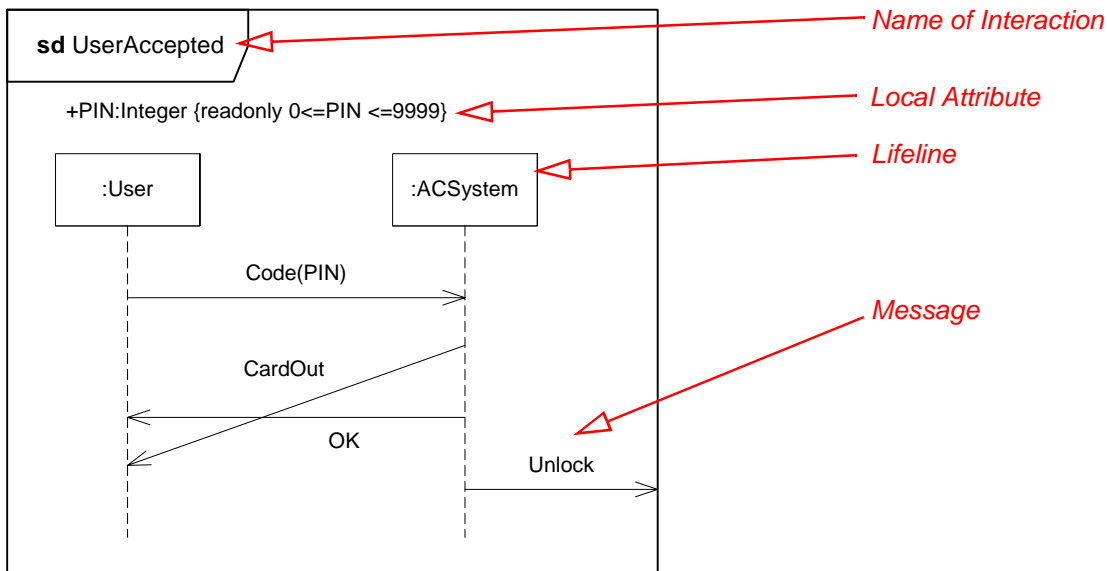 Name of Interaction
sd UserAccepted
+PIN:Integer {readonly 0<=PIN <=9999}
Local Attribute
Lifeline
:User
:ACSystem
Code(PIN)
Message
CardOut
OK
Unlock